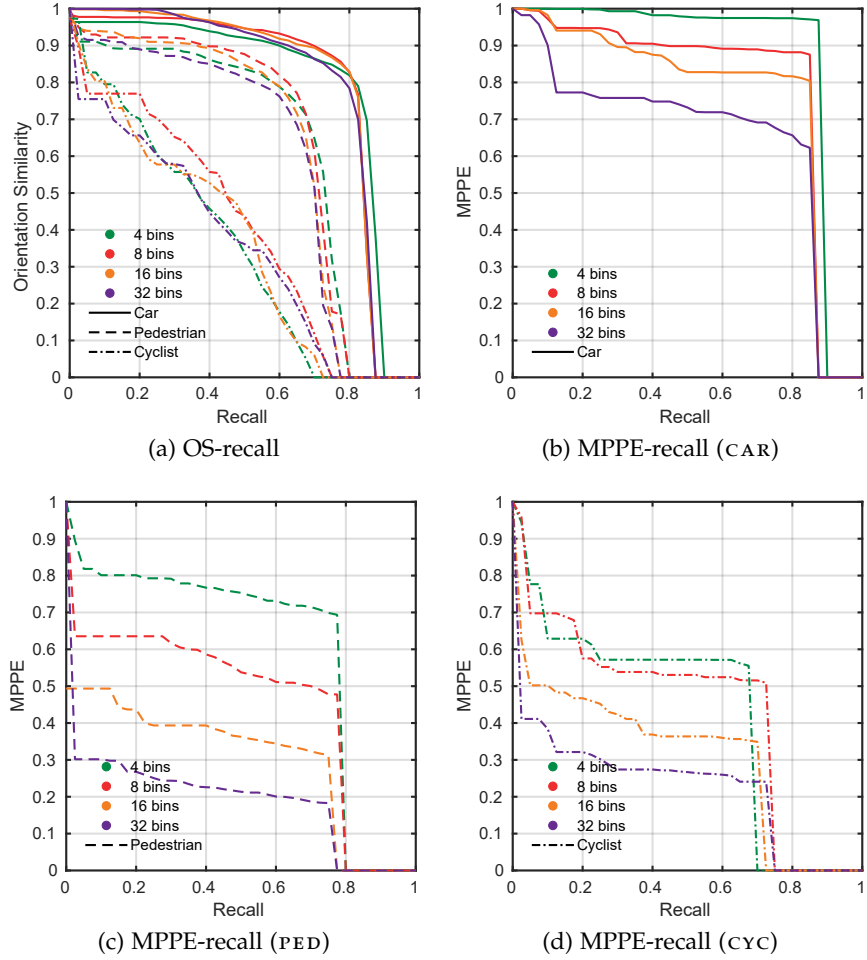 1
0.9
0.8
0.7
0.6
0.5
0.4
0.3
0.2
0.1
0
Orientation Similarity
4 bins
8 bins
16 bins
32 bins
Car
Pedestrian
Cyclist
0 0.2 0.4 0.6 0.8 1
Recall
(a) OS-recall
1
0.9
0.8
0.7
0.6
0.5
0.4
0.3
0.2
0.1
0
MPPE
4 bins
8 bins
16 bins
32 bins
Car
0 0.2 0.4 0.6 0.8 1
Recall
(b) MPPE-recall (CAR)
1
0.9
0.8
0.7
0.6
0.5
0.4
0.3
0.2
0.1
0
MPPE
4 bins
8 bins
16 bins
32 bins
Pedestrian
0 0.2 0.4 0.6 0.8 1
Recall
(c) MPPE-recall (PED)
1
0.9
0.8
0.7
0.6
0.5
0.4
0.3
0.2
0.1
0
MPPE
4 bins
8 bins
16 bins
32 bins
Cyclist
0 0.2 0.4 0.6 0.8 1
Recall
(d) MPPE-recall (CYC)